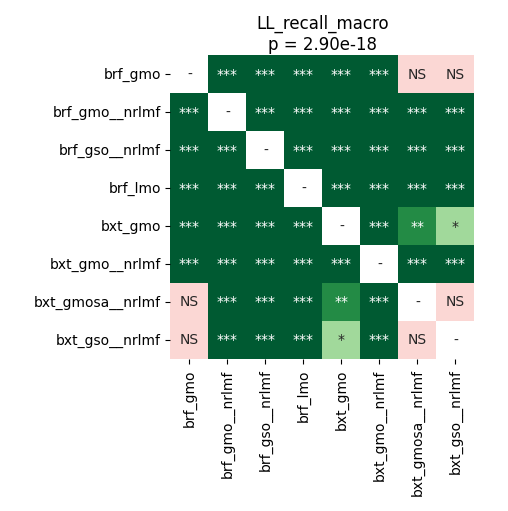 LL_recall_macro
p = 2.90e-18
brf_gmo - *** *** *** *** *** NS NS
brf_gmo__nrlmf *** - *** *** *** *** *** ***
brf_gso__nrlmf *** *** - *** *** *** *** ***
brf_lmo *** *** *** - *** *** *** ***
bxt_gmo *** *** *** *** - *** ** *
bxt_gmo__nrlmf *** *** *** *** *** - *** ***
bxt_gmosa__nrlmf NS *** *** *** ** *** - NS
bxt_gso__nrlmf NS *** *** *** * *** NS -
brf_gmo
brf_gmo__nrlmf
brf_gso__nrlmf
brf_lmo
bxt_gmo
bxt_gmo__nrlmf
bxt_gmosa__nrlmf
bxt_gso__nrlmf